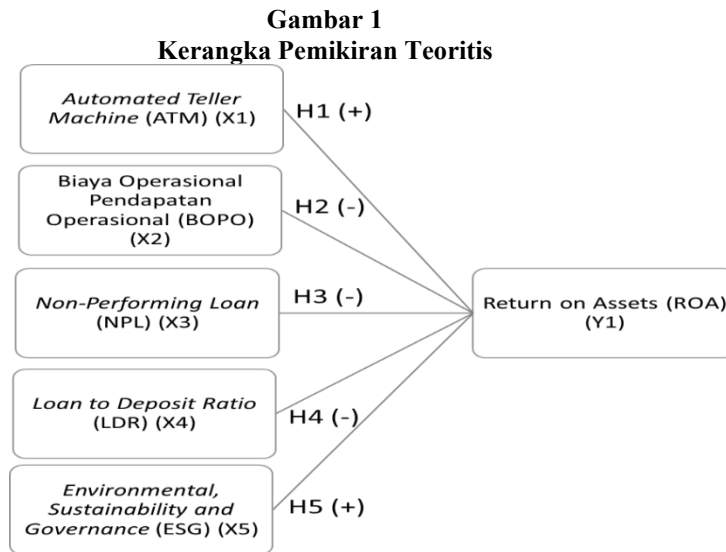 Gambar 1
Kerangka Pemikiran Teoritis
Automated Teller
Machine (ATM) (X1)
H1 (+)
Biaya Operasional
Pendapatan
Operasional (BOPO)
(X2)
H2 (-)
Non-Performing Loan
(NPL) (X3)
H3 (-)
Return on Assets (ROA)
(Y1)
Loan to Deposit Ratio
(LDR) (X4)
H4 (-)
Environmental,
Sustainability and
Governance (ESG) (X5)
H5 (+)